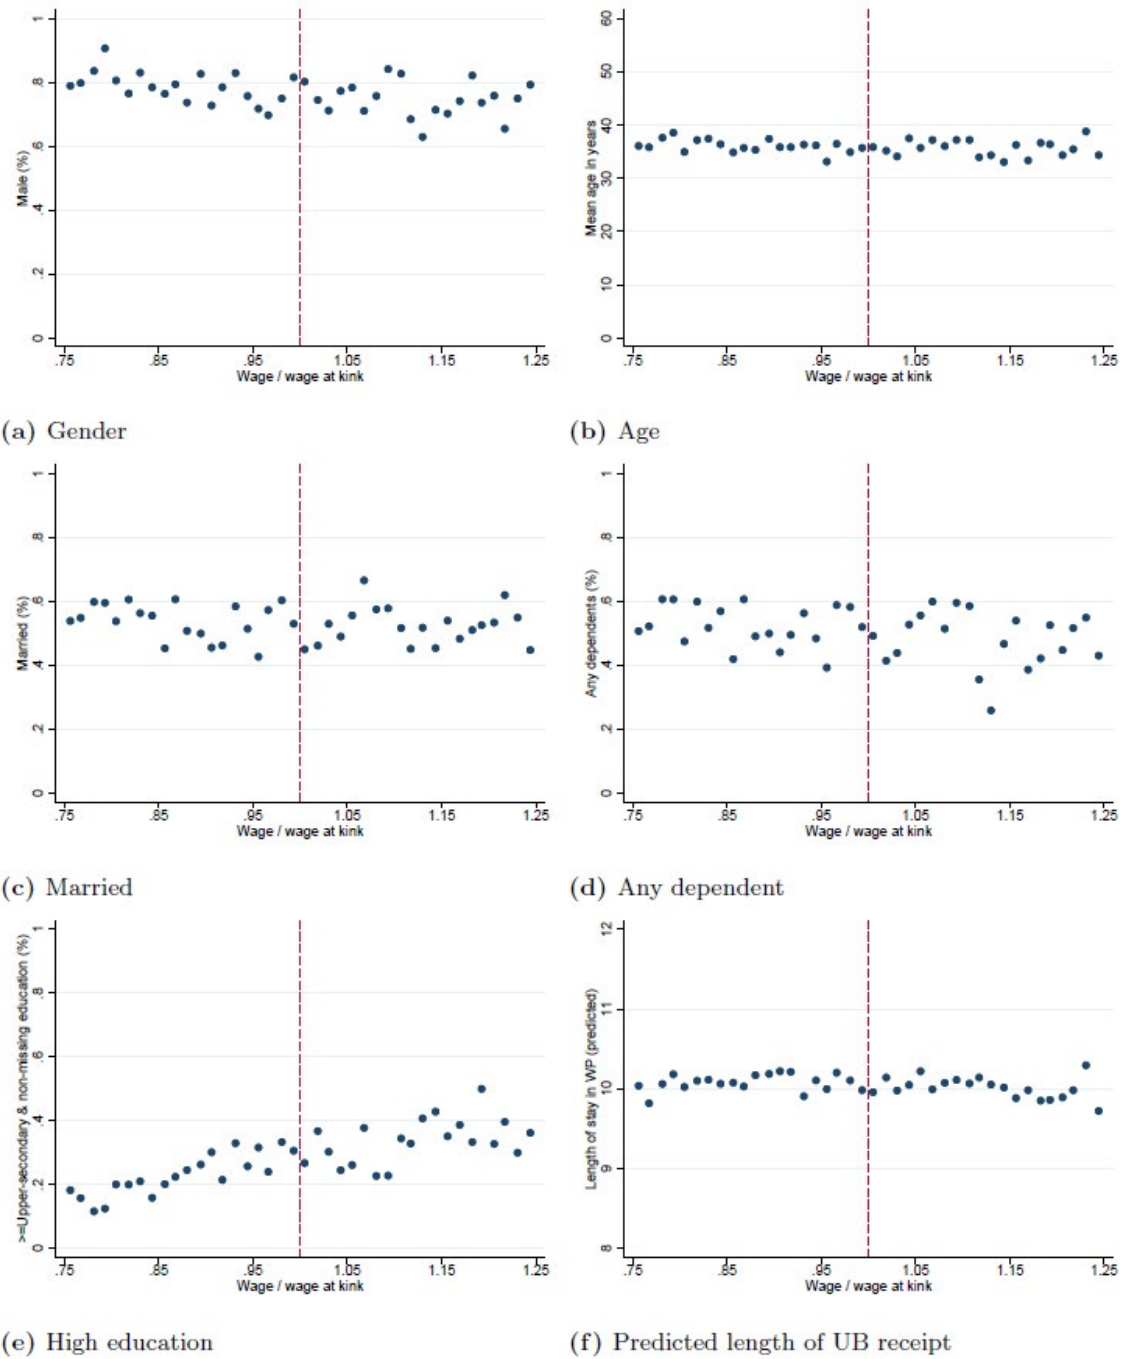 1
.8
.6
.4
.2
0
Male (%)
.75 .85 .95 1.05 1.15 1.25
Wage / wage at kink
(a) Gender
60
50
40
30
20
10
0
Mean age in years
.75 .85 .95 1.05 1.15 1.25
Wage / wage at kink
(b) Age
1
.8
.6
.4
.2
0
Married (%)
.75 .85 .95 1.05 1.15 1.25
Wage / wage at kink
(c) Married
1
.8
.6
.4
.2
0
Any dependents (%)
.75 .85 .95 1.05 1.15 1.25
Wage / wage at kink
(d) Any dependent
1
.8
.6
.4
.2
0
>=Upper-secondary & non-missing education (%)
.75 .85 .95 1.05 1.15 1.25
Wage / wage at kink
(e) High education
12
11
10
9
8
Length of stay in WP (predicted)
.75 .85 .95 1.05 1.15 1.25
Wage / wage at kink
(f) Predicted length of UB receipt